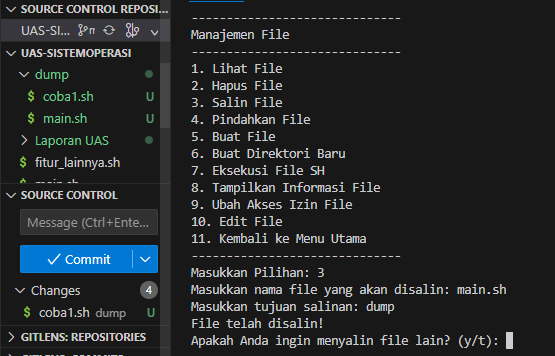 SOURCE CONTROL REPOSI...
UAS-SI...
UAS-SISTEMOPERASI
dump
$ coba1.sh U
$ main.sh U
Laporan UAS
$ fitur_lainnya.sh
$ main.sh
SOURCE CONTROL
Message (Ctrl+Ente...
Commit
Changes 4
$ coba1.sh dump U
GITLENS: REPOSITORIES
GITLENS: COMMITS
------------------------------
Manajemen File
------------------------------
1. Lihat File
2. Hapus File
3. Salin File
4. Pindahkan File
5. Buat File
6. Buat Direktori Baru
7. Eksekusi File SH
8. Tampilkan Informasi File
9. Ubah Akses Izin File
10. Edit File
11. Kembali ke Menu Utama
------------------------------
Masukkan Pilihan: 3
Masukkan nama file yang akan disalin: main.sh
Masukkan tujuan salinan: dump
File telah disalin!
Apakah Anda ingin menyalin file lain? (y/t):